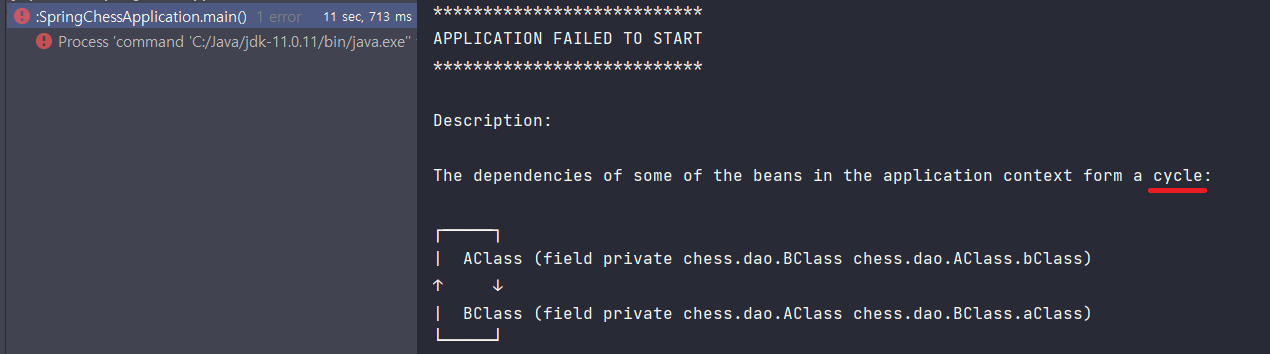 :SpringChessApplication.main() 1 error 11 sec, 713 ms
Process 'command 'C:/Java/jdk-11.0.11/bin/java.exe''
***************************
APPLICATION FAILED TO START
***************************
Description:
The dependencies of some of the beans in the application context form a cycle:
┌─────┐
|  AClass (field private chess.dao.BClass chess.dao.AClass.bClass)
↑     ↓
|  BClass (field private chess.dao.AClass chess.dao.BClass.aClass)
└─────┘